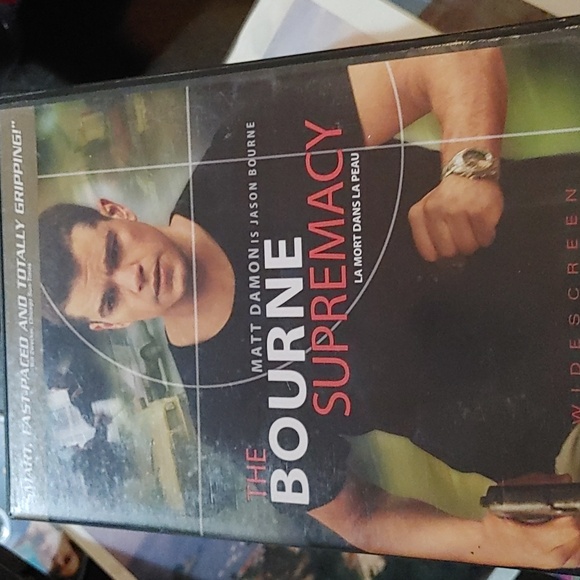 "SMART, FAST-PACED AND TOTALLY GRIPPING!"
MATT DAMON IS JASON BOURNE
THE
BOURNE
SUPREMACY
LA MORT DANS LA PEAU
WIDESCREEN